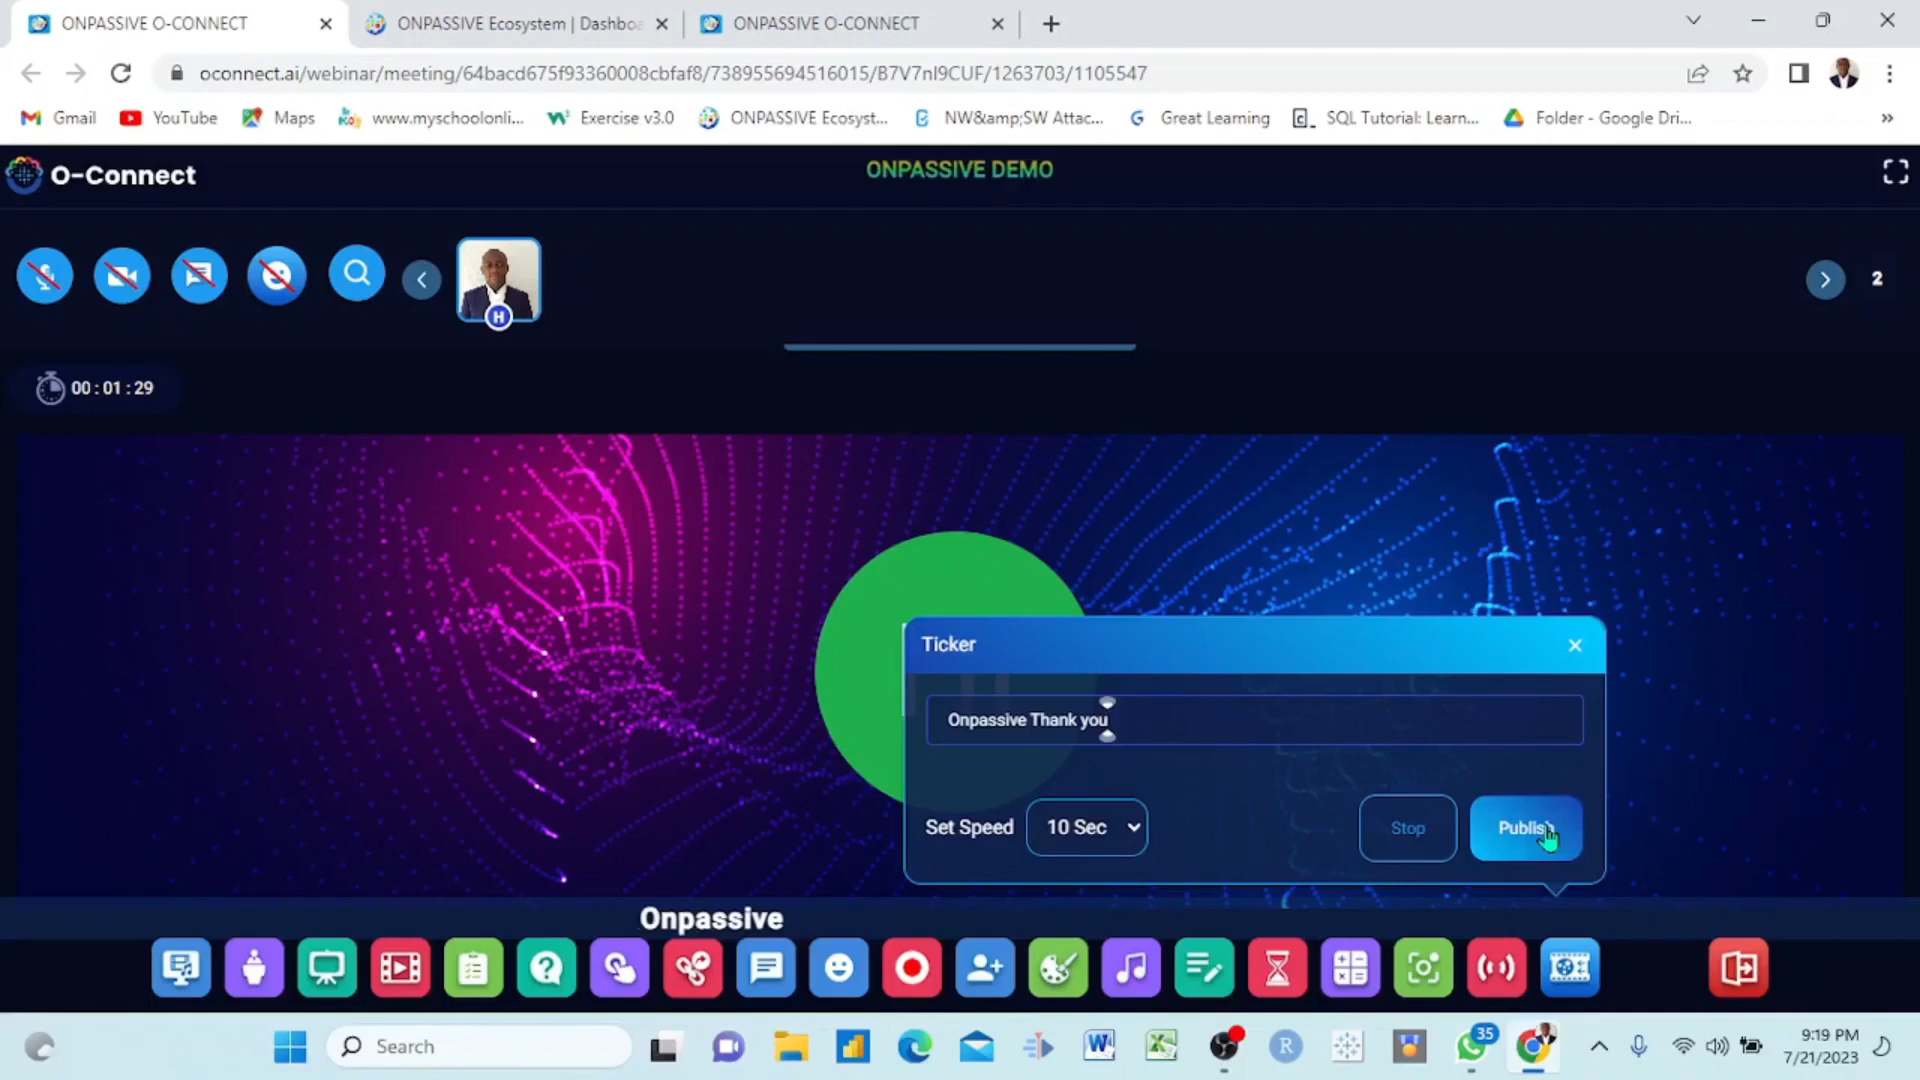 ONPASSIVE O-CONNECT
ONPASSIVE Ecosystem | Dashbo
ONPASSIVE O-CONNECT
oconnect.ai/webinar/meeting/64bacd675f93360008cbfaf8/738955694516015/B7V7nI9CUF/1263703/1105547
Gmail
YouTube
Maps
www.myschoolonli...
Exercise v3.0
ONPASSIVE Ecosyst...
NW&amp;SW Attac...
Great Learning
SQL Tutorial: Learn...
Folder - Google Dri...
O-Connect
ONPASSIVE DEMO
H
2
00 : 01 : 29
Ticker
Onpassive Thank you
Set Speed
10 Sec
Stop
Publish
Onpassive
Search
35
9:19 PM
7/21/2023